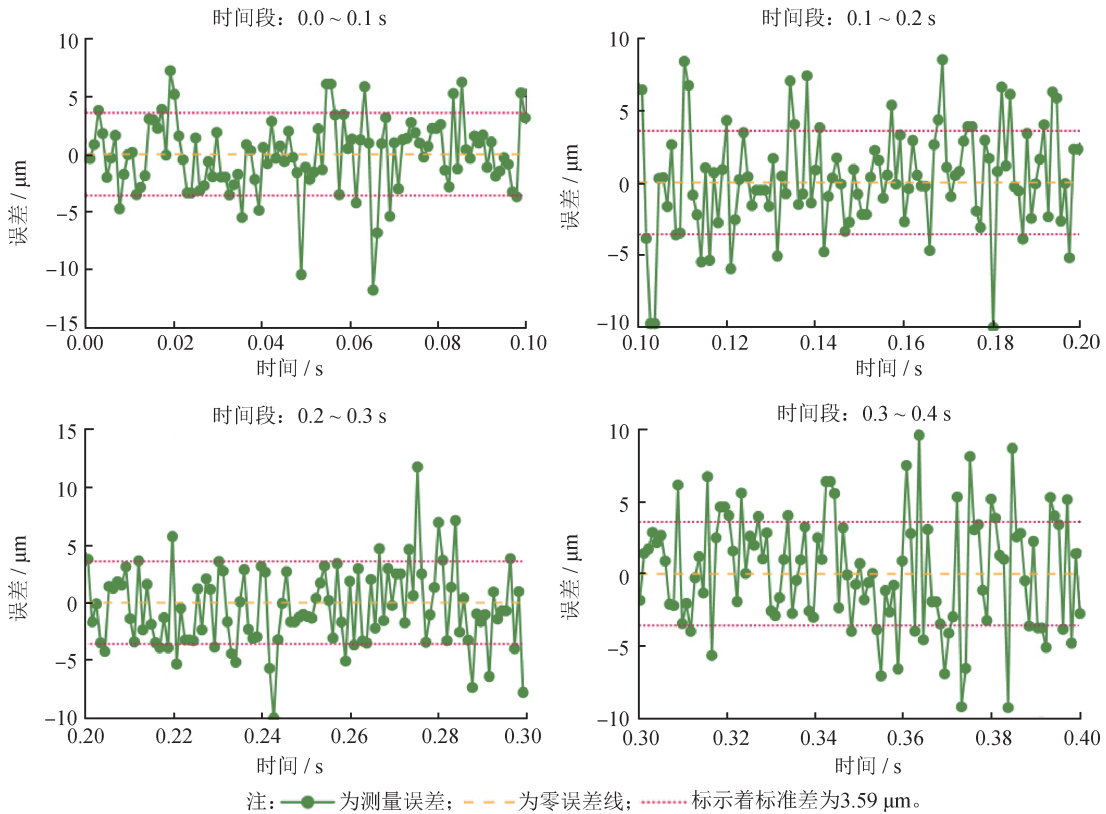 时间段：0.0 ~ 0.1 s
10
5
0
−5
−10
−15
误差 / μm
0.00 0.02 0.04 0.06 0.08 0.10
时间 / s
时间段：0.1 ~ 0.2 s
10
5
0
−5
−10
误差 / μm
0.10 0.12 0.14 0.16 0.18 0.20
时间 / s
时间段：0.2 ~ 0.3 s
15
10
5
0
−5
−10
误差 / μm
0.20 0.22 0.24 0.26 0.28 0.30
时间 / s
时间段：0.3 ~ 0.4 s
10
5
0
−5
−10
误差 / μm
0.30 0.32 0.34 0.36 0.38 0.40
时间 / s
注： 为测量误差； 为零误差线； 标示着标准差为3.59 μm。